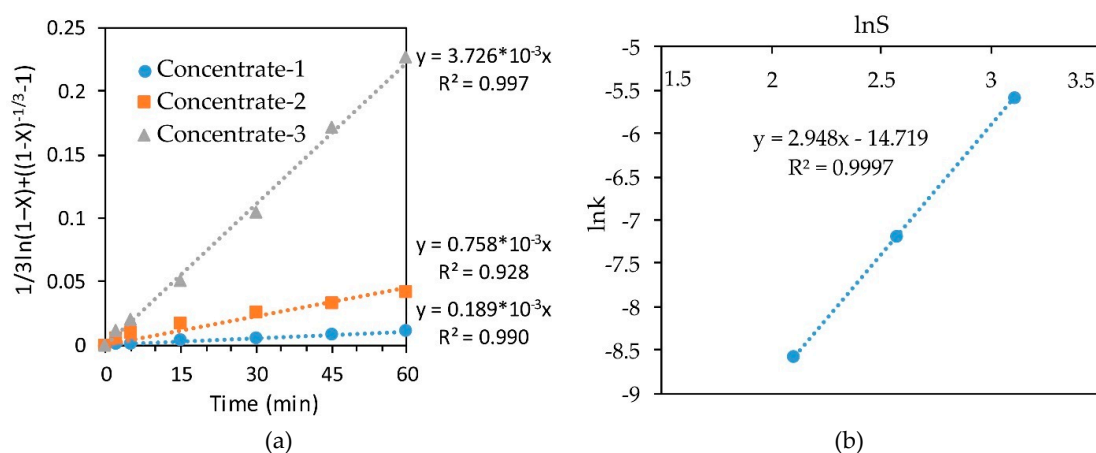 0.25
0.2
0.15
0.1
0.05
0
1/3ln(1−X)+((1-X)-1/3-1)
Concentrate-1
Concentrate-2
Concentrate-3
y = 3.726*10-3x
R² = 0.997
y = 0.758*10-3x
R² = 0.928
y = 0.189*10-3x
R² = 0.990
0 15 30 45 60
Time (min)
(a)
lnS
1.5 2 2.5 3 3.5
-5
-5.5
-6
-6.5
-7
-7.5
-8
-8.5
-9
lnk
y = 2.948x - 14.719
R² = 0.9997
(b)